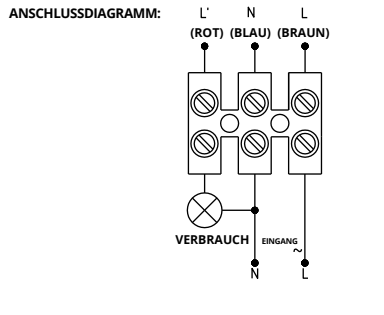 ANSCHLUSSDIAGRAMM: L' N L
(ROT) (BLAU) (BRAUN)
VERBRAUCH EINGANG
~
N L